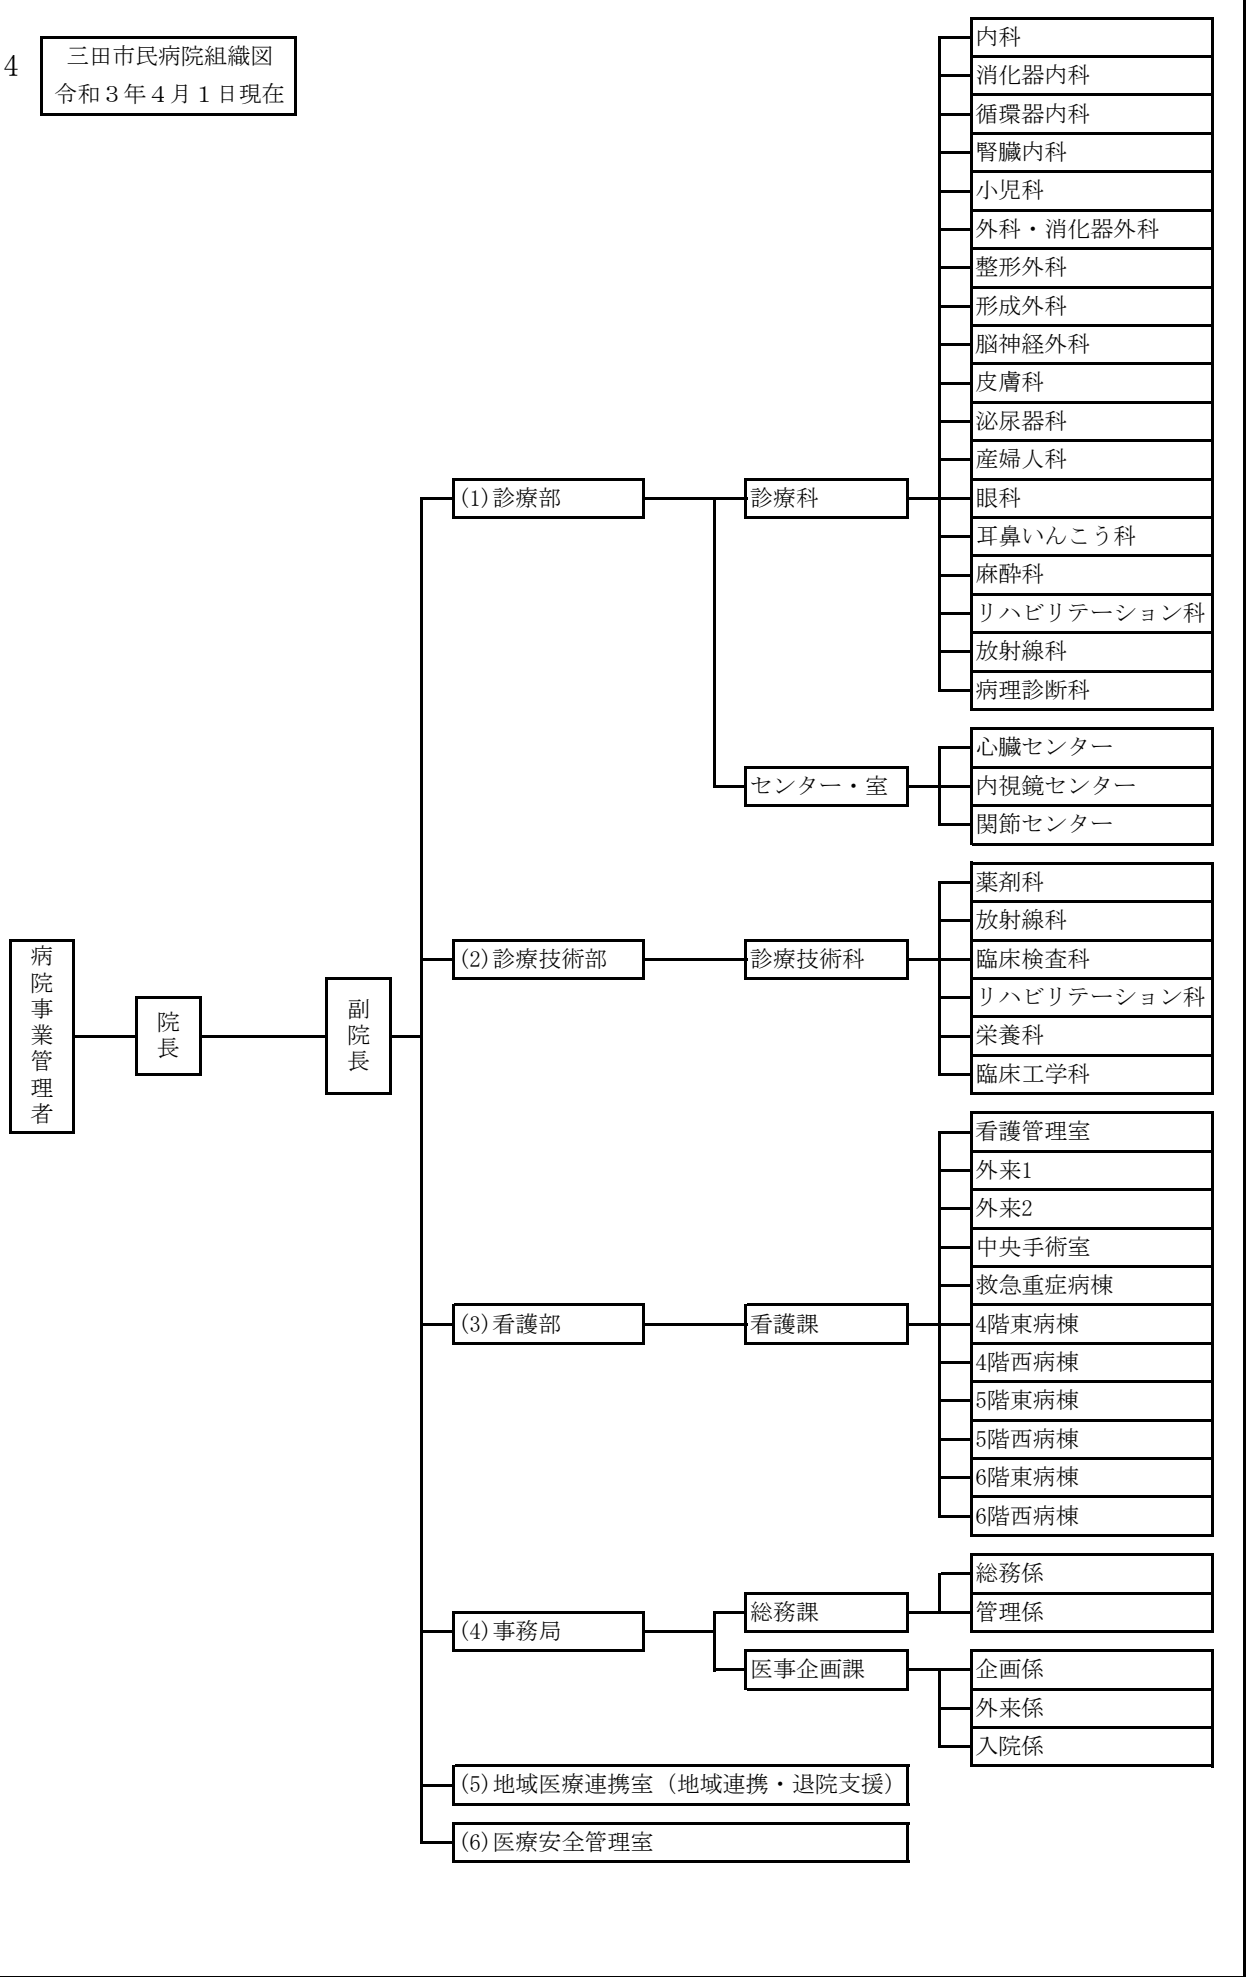 4
三田市民病院組織図
令和３年４月１日現在
病院事業管理者
院長
副院長
(1)診療部
診療科
内科
消化器内科
循環器内科
腎臓内科
小児科
外科・消化器外科
整形外科
形成外科
脳神経外科
皮膚科
泌尿器科
産婦人科
眼科
耳鼻いんこう科
麻酔科
リハビリテーション科
放射線科
病理診断科
センター・室
心臓センター
内視鏡センター
関節センター
(2)診療技術部
診療技術科
薬剤科
放射線科
臨床検査科
リハビリテーション科
栄養科
臨床工学科
(3)看護部
看護課
看護管理室
外来1
外来2
中央手術室
救急重症病棟
4階東病棟
4階西病棟
5階東病棟
5階西病棟
6階東病棟
6階西病棟
(4)事務局
総務課
総務係
管理係
医事企画課
企画係
外来係
入院係
(5)地域医療連携室（地域連携・退院支援）
(6)医療安全管理室